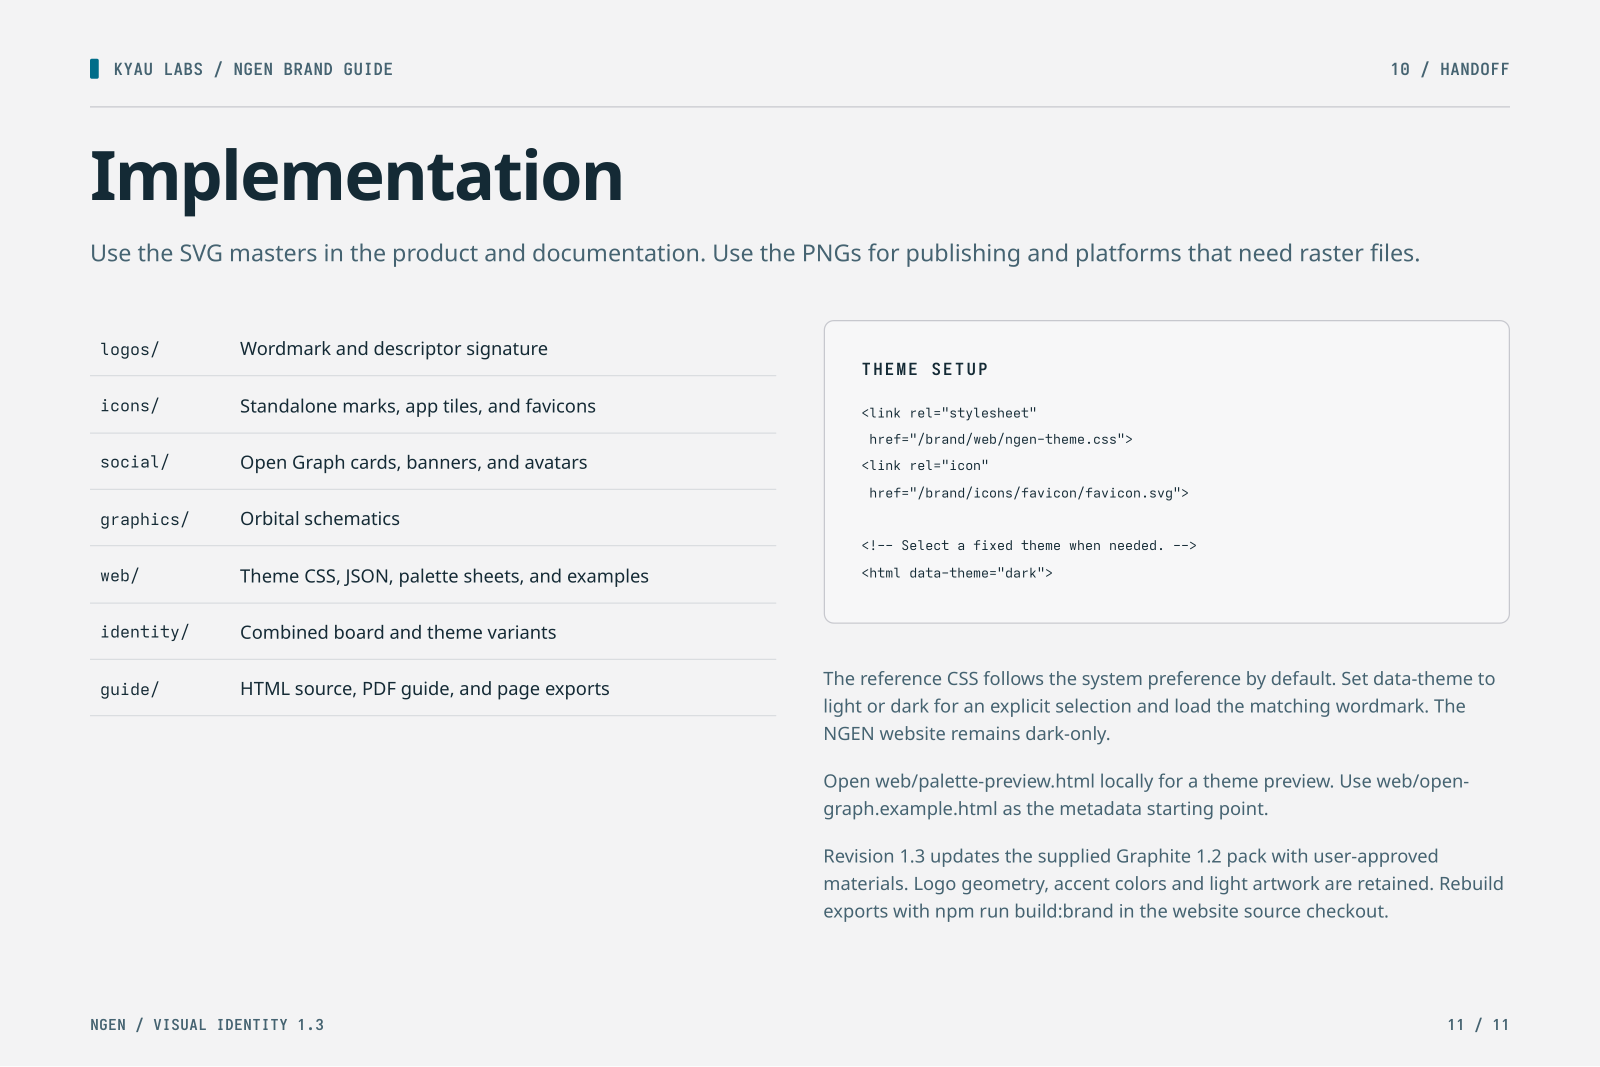 KYAU LABS / NGEN BRAND GUIDE
10 / HANDOFF
Implementation
Use the SVG masters in the product and documentation. Use the PNGs for publishing and platforms that need raster files.
logos/ Wordmark and descriptor signature
icons/ Standalone marks, app tiles, and favicons
social/ Open Graph cards, banners, and avatars
graphics/ Orbital schematics
web/ Theme CSS, JSON, palette sheets, and examples
identity/ Combined board and theme variants
guide/ HTML source, PDF guide, and page exports
THEME SETUP
<link rel="stylesheet"
 href="/brand/web/ngen-theme.css">
<link rel="icon"
 href="/brand/icons/favicon/favicon.svg">
<!-- Select a fixed theme when needed. -->
<html data-theme="dark">
The reference CSS follows the system preference by default. Set data-theme to
light or dark for an explicit selection and load the matching wordmark. The
NGEN website remains dark-only.
Open web/palette-preview.html locally for a theme preview. Use web/open-
graph.example.html as the metadata starting point.
Revision 1.3 updates the supplied Graphite 1.2 pack with user-approved
materials. Logo geometry, accent colors and light artwork are retained. Rebuild
exports with npm run build:brand in the website source checkout.
NGEN / VISUAL IDENTITY 1.3
11 / 11